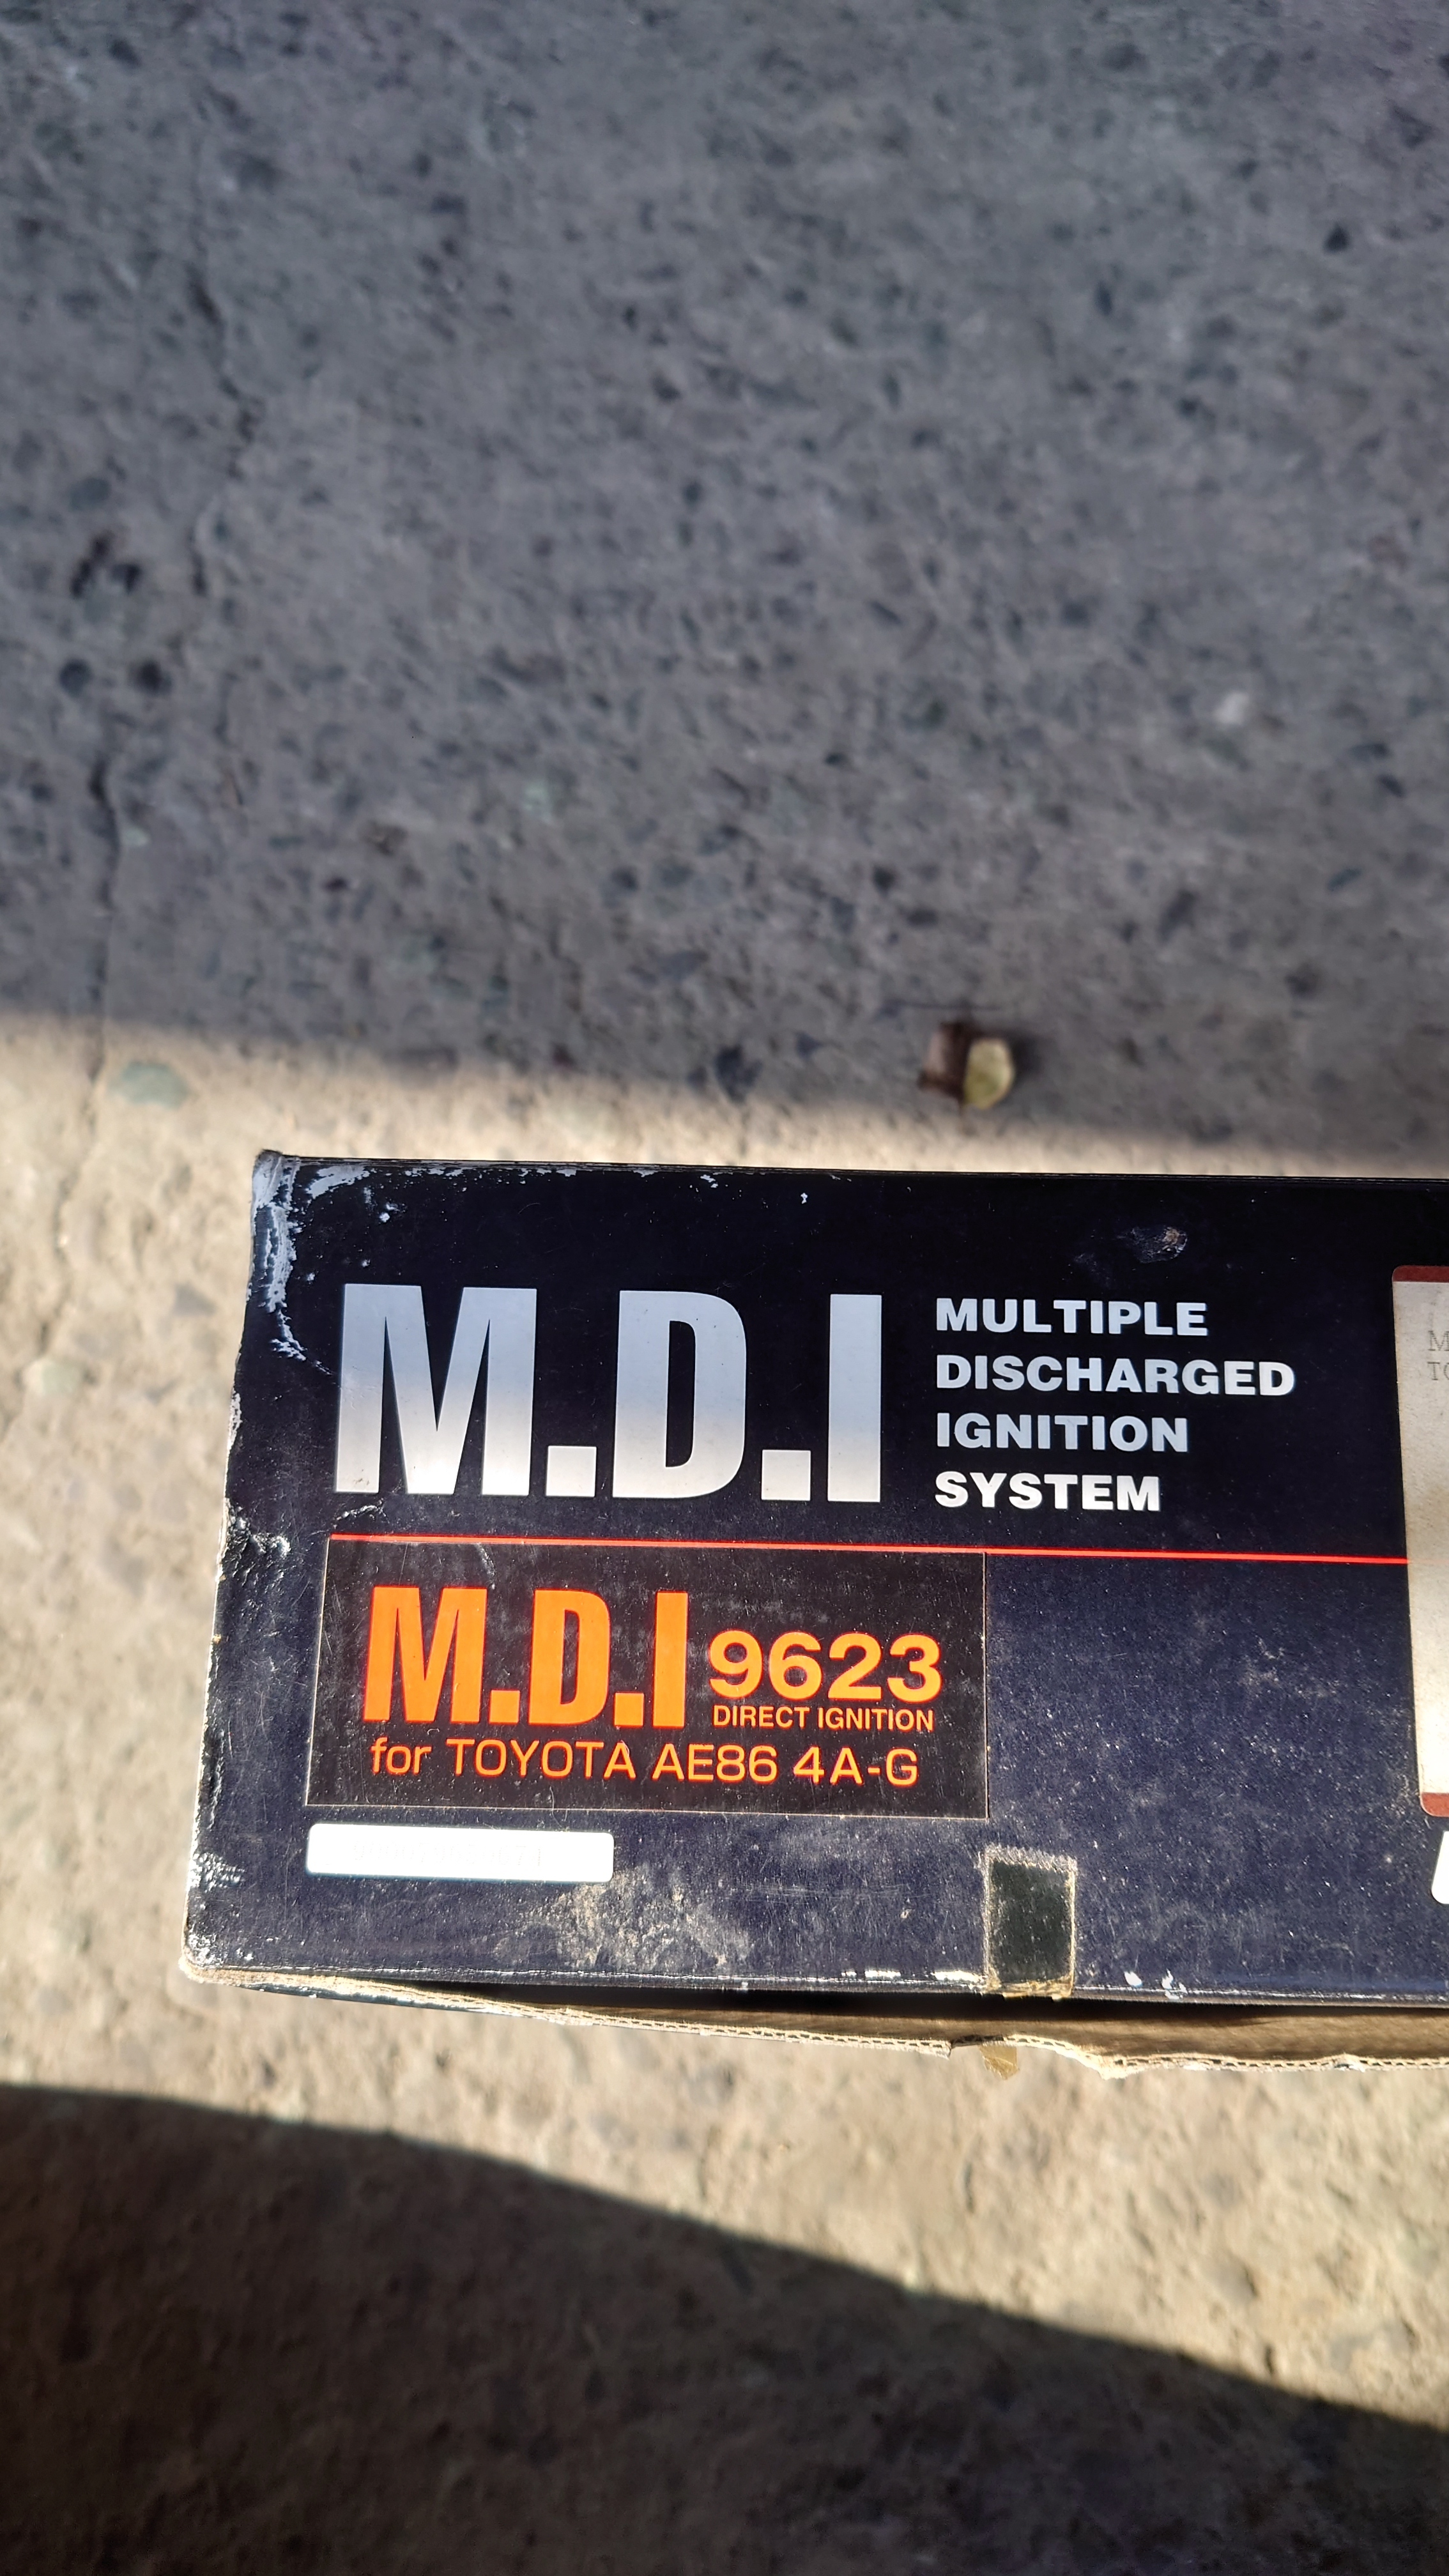 M.D.I
MULTIPLE
DISCHARGED
IGNITION
SYSTEM
M.D.I 9623
DIRECT IGNITION
for TOYOTA AE86 4A-G